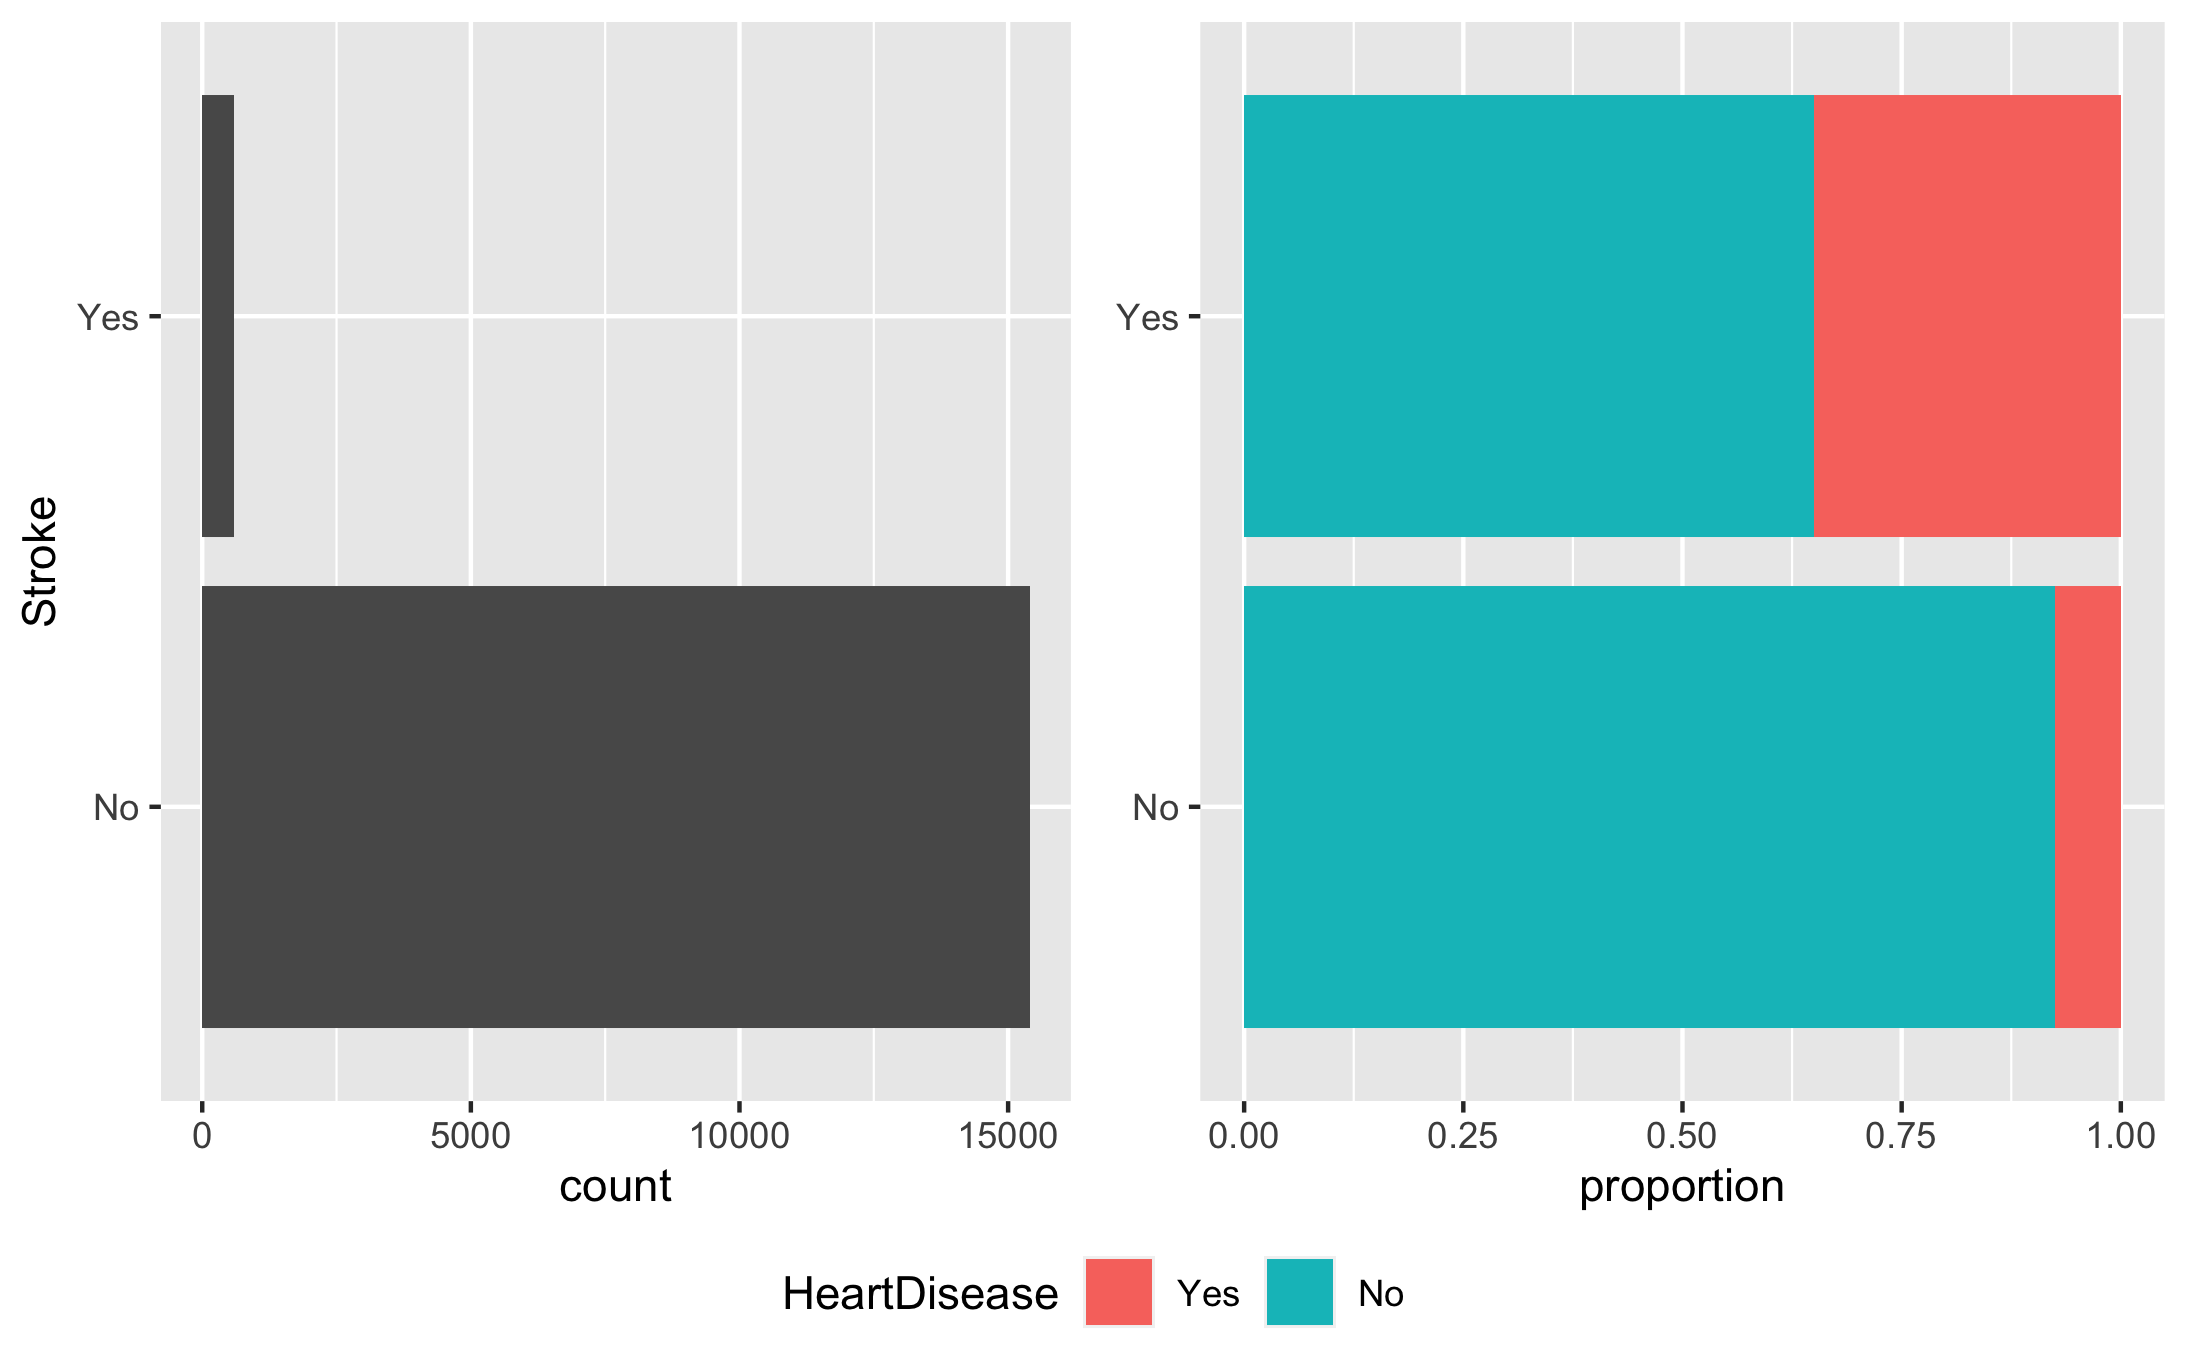 Stroke
Yes
No
0 5000 10000 15000
count
Yes
No
0.00 0.25 0.50 0.75 1.00
proportion
HeartDisease Yes No